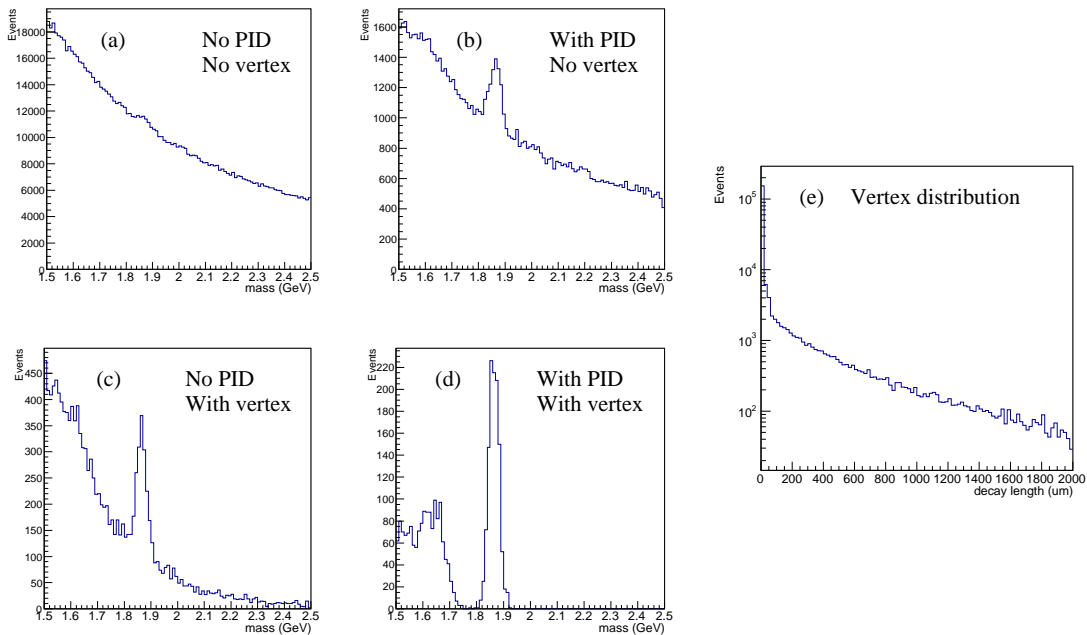 Events
18000
16000
14000
12000
10000
8000
6000
4000
2000
0
(a)
No PID
No vertex
1.5 1.6 1.7 1.8 1.9 2 2.1 2.2 2.3 2.4 2.5
mass (GeV)
Events
1600
1400
1200
1000
800
600
400
200
0
(b)
With PID
No vertex
1.5 1.6 1.7 1.8 1.9 2 2.1 2.2 2.3 2.4 2.5
mass (GeV)
Events
450
400
350
300
250
200
150
100
50
0
(c)
No PID
With vertex
1.5 1.6 1.7 1.8 1.9 2 2.1 2.2 2.3 2.4 2.5
mass (GeV)
Events
220
200
180
160
140
120
100
80
60
40
20
0
(d)
With PID
With vertex
1.5 1.6 1.7 1.8 1.9 2 2.1 2.2 2.3 2.4 2.5
mass (GeV)
Events
10^5
10^4
10^3
10^2
(e) Vertex distribution
0 200 400 600 800 1000 1200 1400 1600 1800 2000
decay length (um)